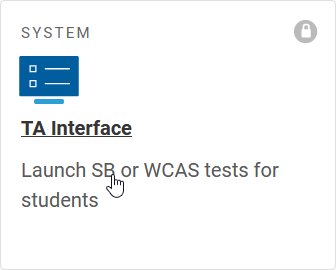 SYSTEM
TA Interface
Launch SB or WCAS tests for
students